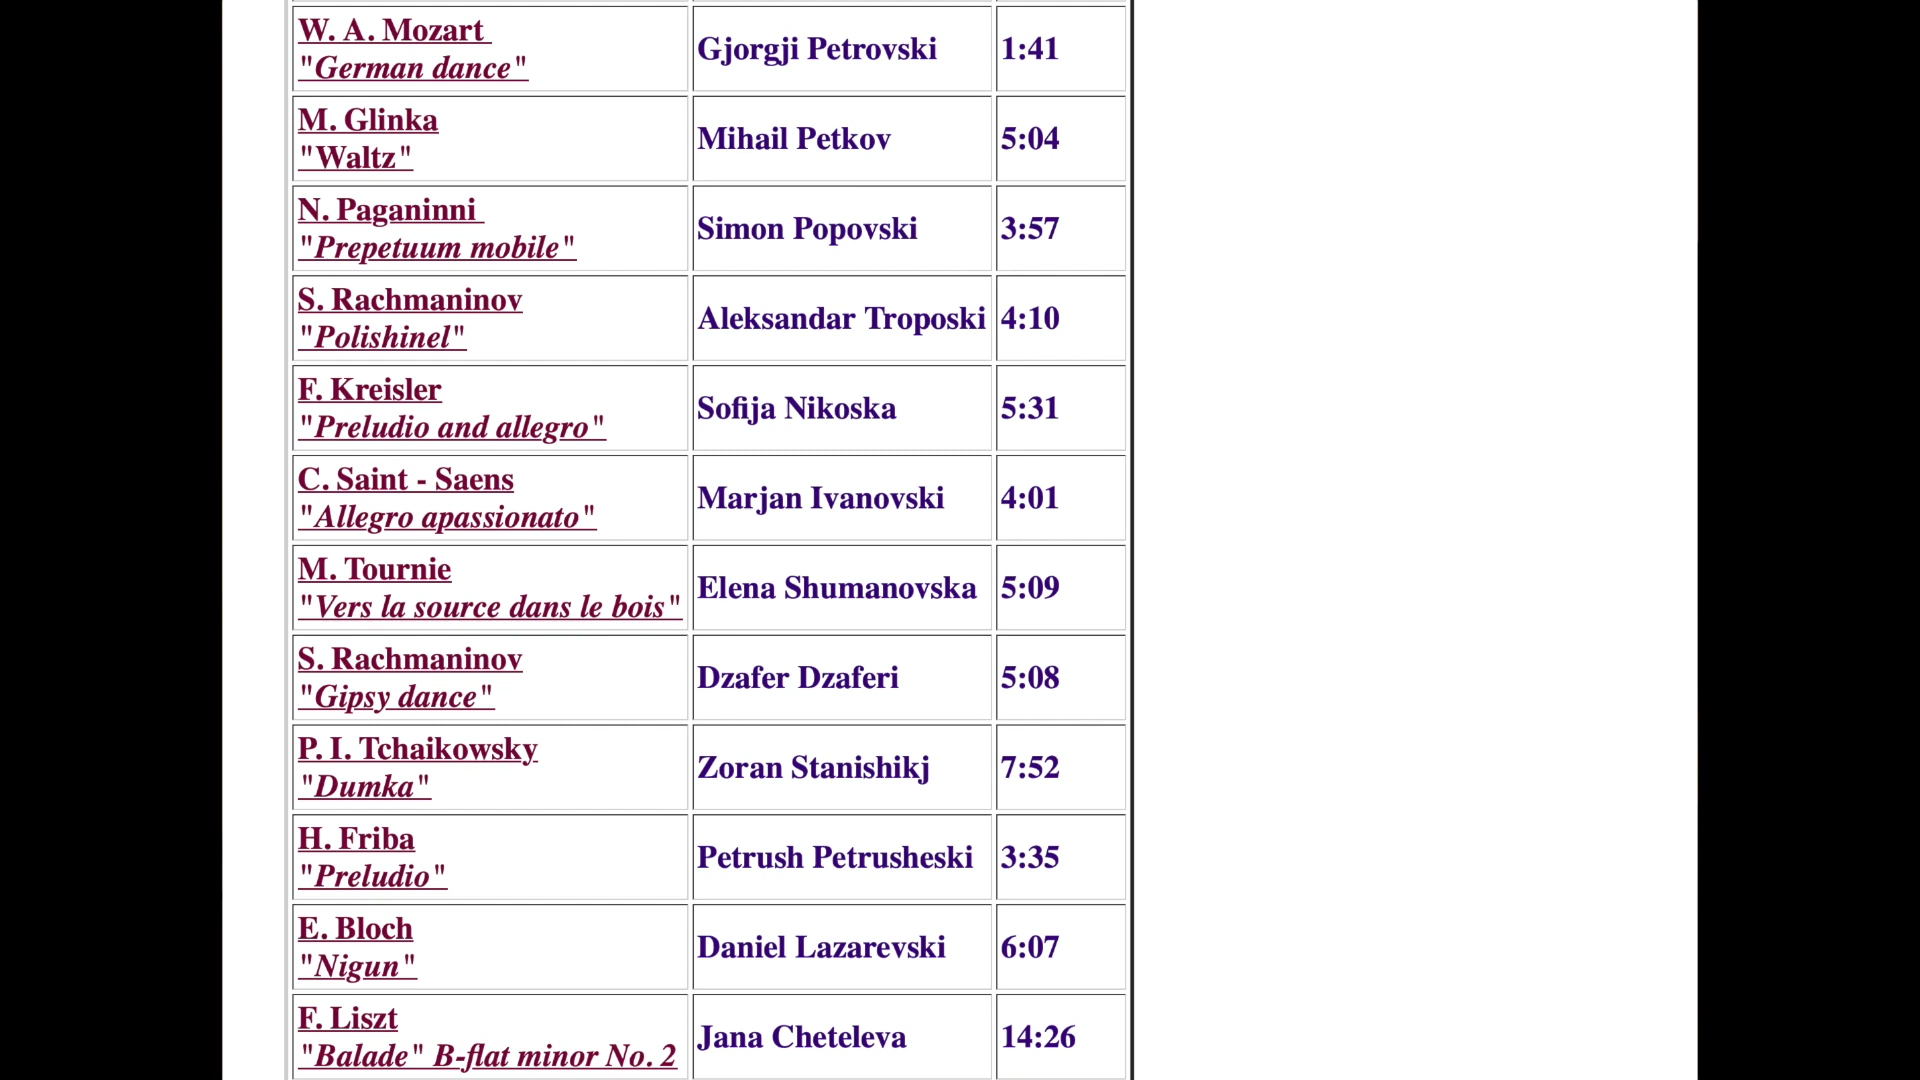 W. A. Mozart
"German dance"
Gjorgji Petrovski
1:41
M. Glinka
"Waltz"
Mihail Petkov
5:04
N. Paganinni
"Prepetuum mobile"
Simon Popovski
3:57
S. Rachmaninov
"Polishinel"
Aleksandar Troposki
4:10
F. Kreisler
"Preludio and allegro"
Sofija Nikoska
5:31
C. Saint - Saens
"Allegro apassionato"
Marjan Ivanovski
4:01
M. Tournie
"Vers la source dans le bois"
Elena Shumanovska
5:09
S. Rachmaninov
"Gipsy dance"
Dzafer Dzaferi
5:08
P. I. Tchaikowsky
"Dumka"
Zoran Stanishikj
7:52
H. Friba
"Preludio"
Petrush Petrusheski
3:35
E. Bloch
"Nigun"
Daniel Lazarevski
6:07
F. Liszt
"Balade" B-flat minor No. 2
Jana Cheteleva
14:26